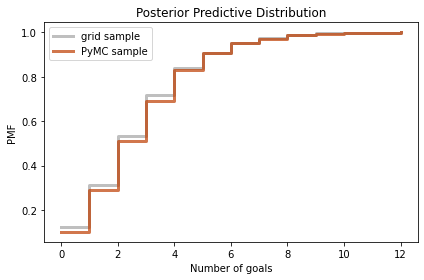 Posterior Predictive Distribution
grid sample
PyMC sample
PMF
1.0
0.8
0.6
0.4
0.2
0 2 4 6 8 10 12
Number of goals